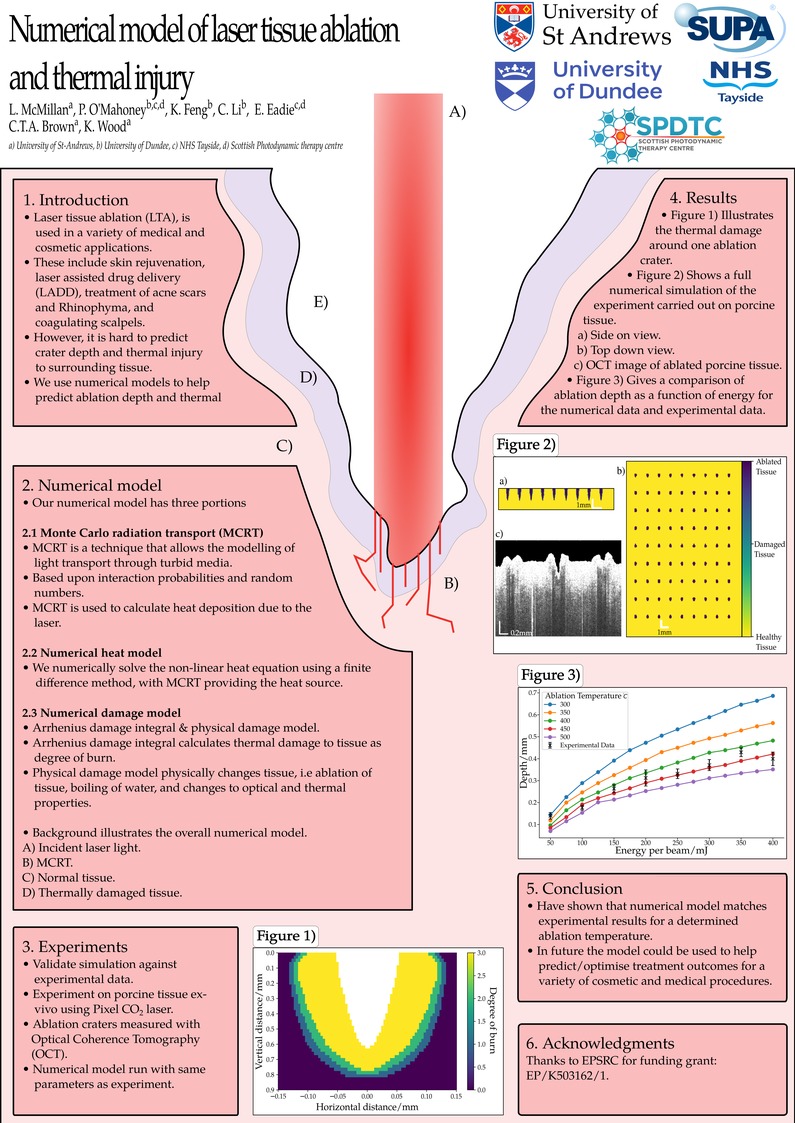 Numerical model of laser tissue ablation
and thermal injury
L. McMillanᵃ, P. O'Mahoneyᵇ,ᶜ,ᵈ, K. Fengᵇ, C. Liᵇ, E. Eadieᶜ,ᵈ
C.T.A. Brownᵃ, K. Woodᵃ
a) University of St-Andrews, b) University of Dundee, c) NHS Tayside, d) Scottish Photodynamic therapy centre
University of
St Andrews
SUPA
University
of Dundee
NHS
Tayside
SPDTC
SCOTTISH PHOTODYNAMIC
THERAPY CENTRE
A)
E)
D)
C)
B)
1. Introduction
• Laser tissue ablation (LTA), is
used in a variety of medical and
cosmetic applications.
• These include skin rejuvenation,
laser assisted drug delivery
(LADD), treatment of acne scars
and Rhinophyma, and
coagulating scalpels.
• However, it is hard to predict
crater depth and thermal injury
to surrounding tissue.
• We use numerical models to help
predict ablation depth and thermal
2. Numerical model
• Our numerical model has three portions
2.1 Monte Carlo radiation transport (MCRT)
• MCRT is a technique that allows the modelling of
light transport through turbid media.
• Based upon interaction probabilities and random
numbers.
• MCRT is used to calculate heat deposition due to the
laser.
2.2 Numerical heat model
• We numerically solve the non-linear heat equation using a finite
difference method, with MCRT providing the heat source.
2.3 Numerical damage model
• Arrhenius damage integral & physical damage model.
• Arrhenius damage integral calculates thermal damage to tissue as
degree of burn.
• Physical damage model physically changes tissue, i.e ablation of
tissue, boiling of water, and changes to optical and thermal
properties.
• Background illustrates the overall numerical model.
A) Incident laser light.
B) MCRT.
C) Normal tissue.
D) Thermally damaged tissue.
3. Experiments
• Validate simulation against
experimental data.
• Experiment on porcine tissue ex-
vivo using Pixel CO₂ laser.
• Ablation craters measured with
Optical Coherence Tomography
(OCT).
• Numerical model run with same
parameters as experiment.
Figure 1)
Vertical distance/mm
0.0
0.1
0.2
0.3
0.4
0.5
0.6
0.7
0.8
0.9
−0.15 −0.10 −0.05 0.00 0.05 0.10 0.15
Horizontal distance/mm
3.0
2.5
2.0
1.5
1.0
0.5
0.0
Degree of burn
4. Results
• Figure 1) Illustrates
the thermal damage
around one ablation
crater.
• Figure 2) Shows a full
numerical simulation of the
experiment carried out on porcine
tissue.
a) Side on view.
b) Top down view.
c) OCT image of ablated porcine tissue.
• Figure 3) Gives a comparison of
ablation depth as a function of energy for
the numerical data and experimental data.
Figure 2)
a)
1mm
b)
1mm
c)
0.2mm
Ablated
Tissue
Damaged
Tissue
Healthy
Tissue
Figure 3)
Ablation Temperature C
300
350
400
450
500
Experimental Data
Depth/mm
0.7
0.6
0.5
0.4
0.3
0.2
0.1
50 100 150 200 250 300 350 400
Energy per beam/mJ
5. Conclusion
• Have shown that numerical model matches
experimental results for a determined
ablation temperature.
• In future the model could be used to help
predict/optimise treatment outcomes for a
variety of cosmetic and medical procedures.
6. Acknowledgments
Thanks to EPSRC for funding grant:
EP/K503162/1.